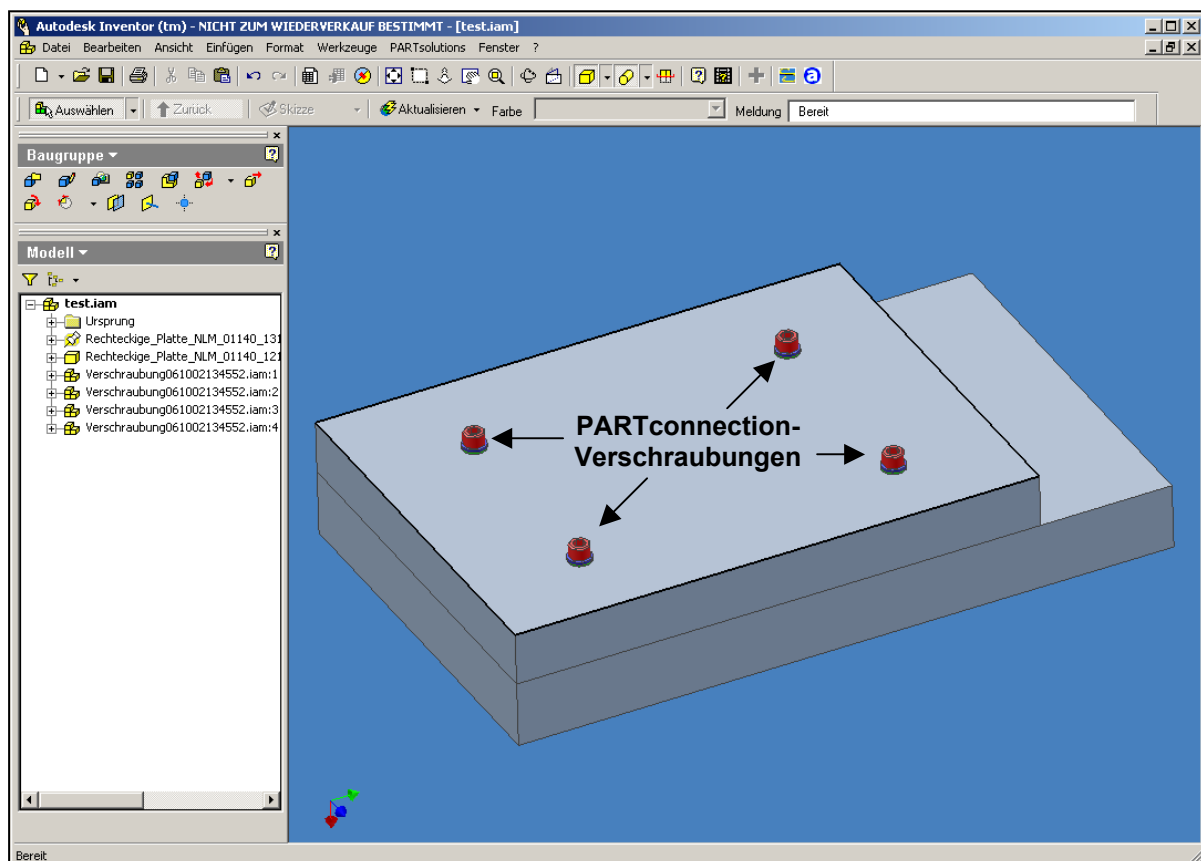 Autodesk Inventor (tm) - NICHT ZUM WIEDERVERKAUF BESTIMMT - [test.iam]
Datei Bearbeiten Ansicht Einfügen Format Werkzeuge PARTsolutions Fenster ?
Auswählen Zurück Skizze Aktualisieren Farbe Meldung Bereit
Baugruppe
Modell
test.iam
Ursprung
Rechteckige_Platte_NLM_01140_131
Rechteckige_Platte_NLM_01140_121
Verschraubung061002134552.iam:1
Verschraubung061002134552.iam:2
Verschraubung061002134552.iam:3
Verschraubung061002134552.iam:4
PARTconnection-
Verschraubungen
Bereit